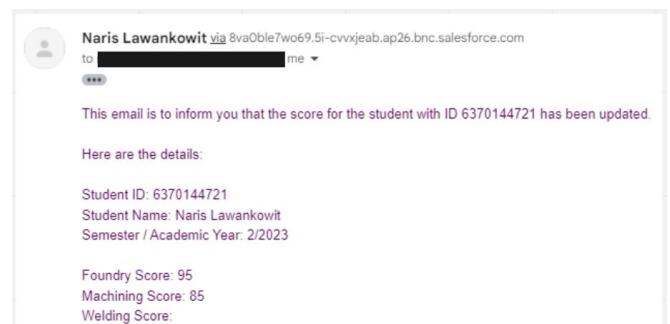 Naris Lawankowit via 8va0ble7wo69.5i-cvvxjeab.ap26.bnc.salesforce.com
to me
This email is to inform you that the score for the student with ID 6370144721 has been updated.
Here are the details:
Student ID: 6370144721
Student Name: Naris Lawankowit
Semester / Academic Year: 2/2023
Foundry Score: 95
Machining Score: 85
Welding Score: